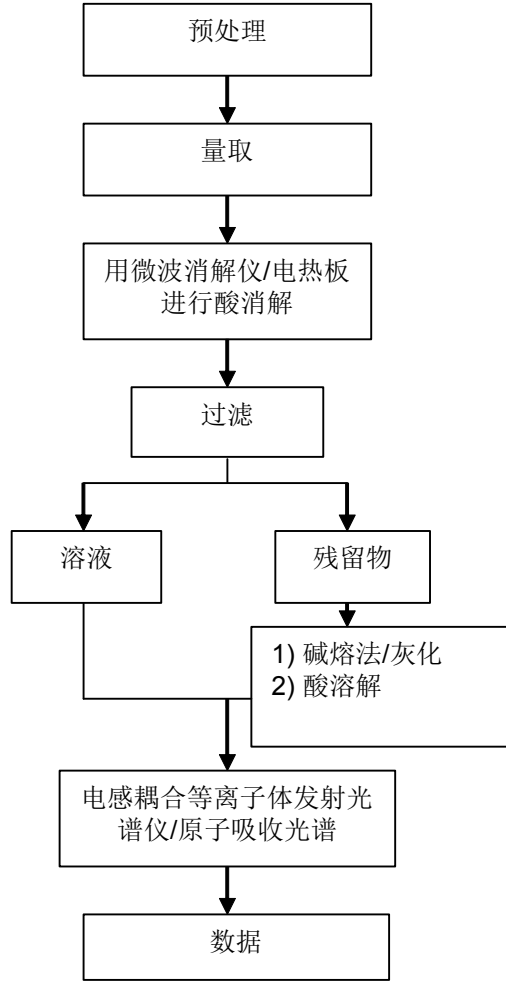 预处理
量取
用微波消解仪/电热板
进行酸消解
过滤
溶液
残留物
1) 碱熔法/灰化
2) 酸溶解
电感耦合等离子体发射光
谱仪/原子吸收光谱
数据